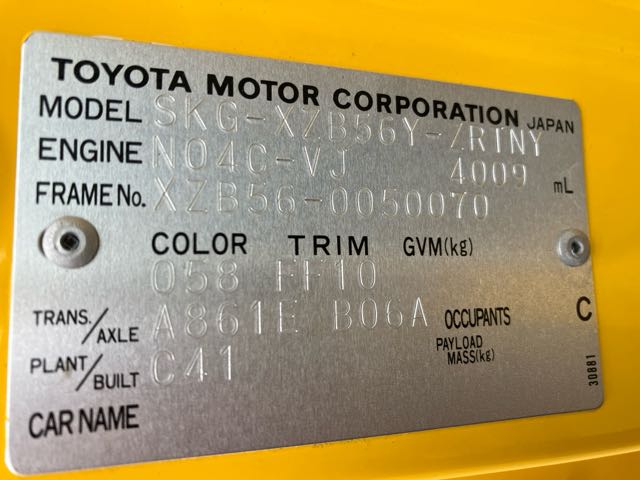 TOYOTA MOTOR CORPORATION JAPAN
MODEL SKG-XZB56Y-ZRTNY
ENGINE N04C-VJ 4009 mL
FRAME No. XZB56-0050070
COLOR TRIM GVM(kg)
058 FF10
TRANS./AXLE A861E B06A OCCUPANTS C
PLANT/BUILT C41 PAYLOAD MASS(kg)
CAR NAME
30881